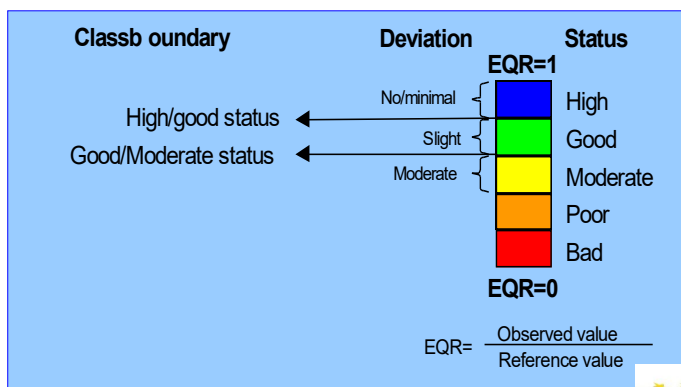 Classb oundary Deviation Status
EQR=1
No/minimal High
High/good status
Slight Good
Good/Moderate status
Moderate Moderate
Poor
Bad
EQR=0
EQR= Observed value
Reference value